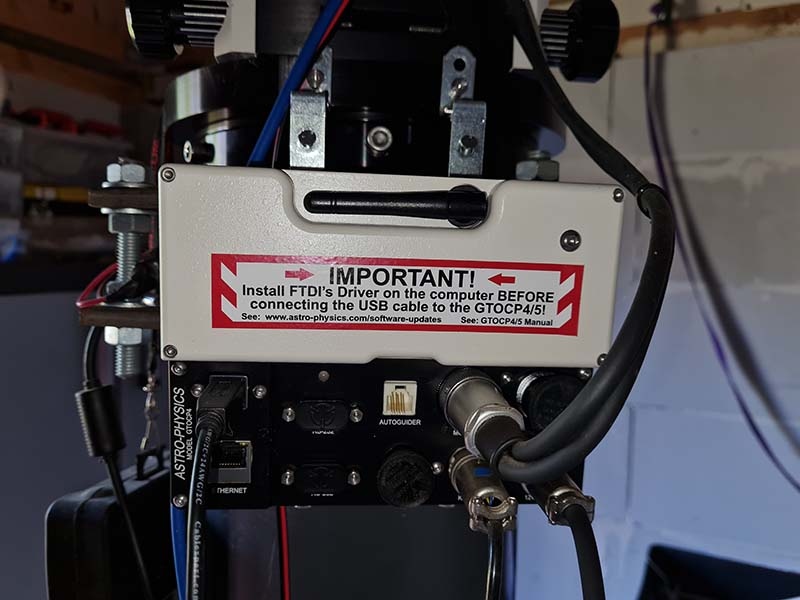 IMPORTANT!
Install FTDI's Driver on the computer BEFORE
connecting the USB cable to the GTOCP4/5!
See: www.astro-physics.com/software-updates See: GTOCP4/5 Manual
ASTRO-PHYSICS
MODEL GTOCP4
AUTOGUIDER
ETHERNET